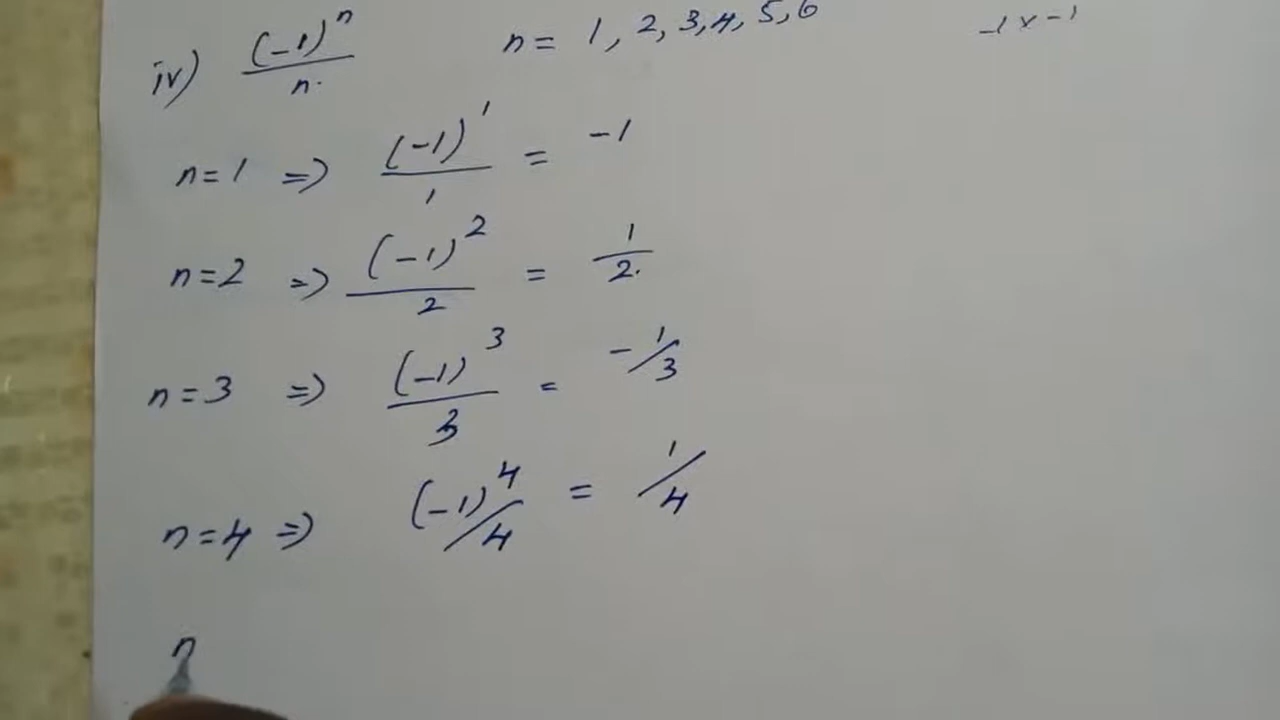 iv) (-1)^n / n. n = 1, 2, 3, 4, 5, 6 -1 x -1
n=1 => (-1)^1 / 1 = -1
n=2 => (-1)^2 / 2 = 1/2.
n=3 => (-1)^3 / 3 = -1/3
n=4 => (-1)^4 / 4 = 1/4
n